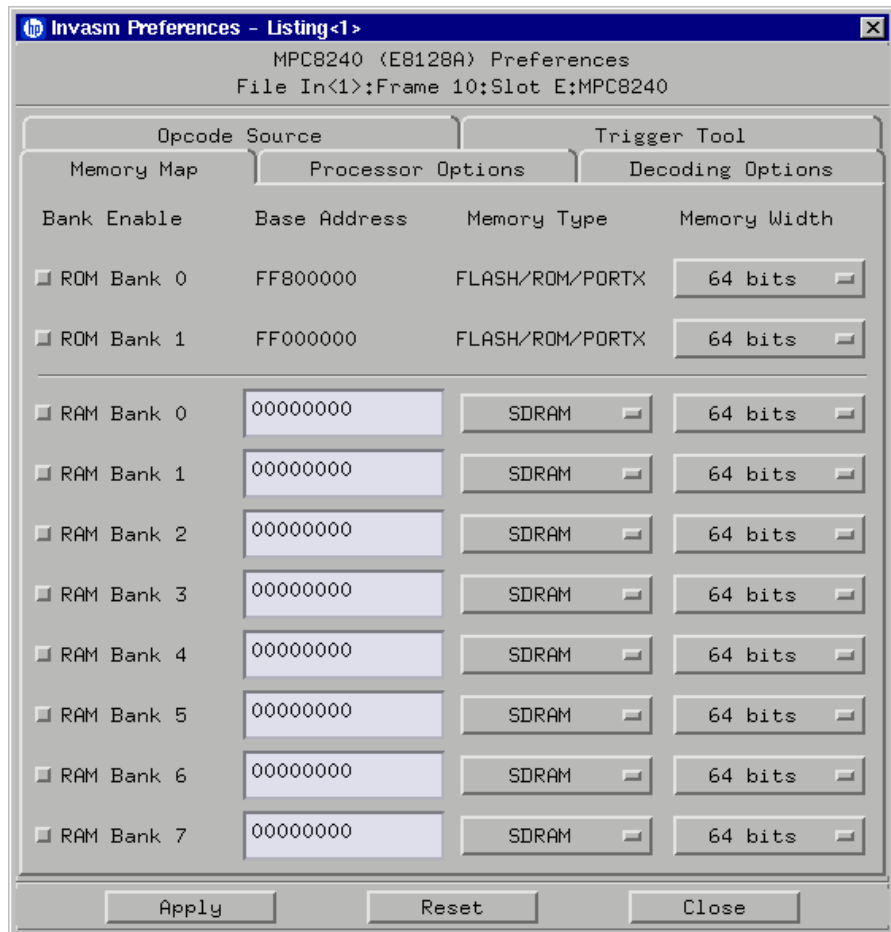 hp Invasm Preferences - Listing<1>
MPC8240 (E8128A) Preferences
File In<1>:Frame 10:Slot E:MPC8240
Opcode Source Trigger Tool
Memory Map Processor Options Decoding Options
Bank Enable Base Address Memory Type Memory Width
ROM Bank 0 FF800000 FLASH/ROM/PORTX 64 bits
ROM Bank 1 FF000000 FLASH/ROM/PORTX 64 bits
RAM Bank 0 00000000 SDRAM 64 bits
RAM Bank 1 00000000 SDRAM 64 bits
RAM Bank 2 00000000 SDRAM 64 bits
RAM Bank 3 00000000 SDRAM 64 bits
RAM Bank 4 00000000 SDRAM 64 bits
RAM Bank 5 00000000 SDRAM 64 bits
RAM Bank 6 00000000 SDRAM 64 bits
RAM Bank 7 00000000 SDRAM 64 bits
Apply Reset Close